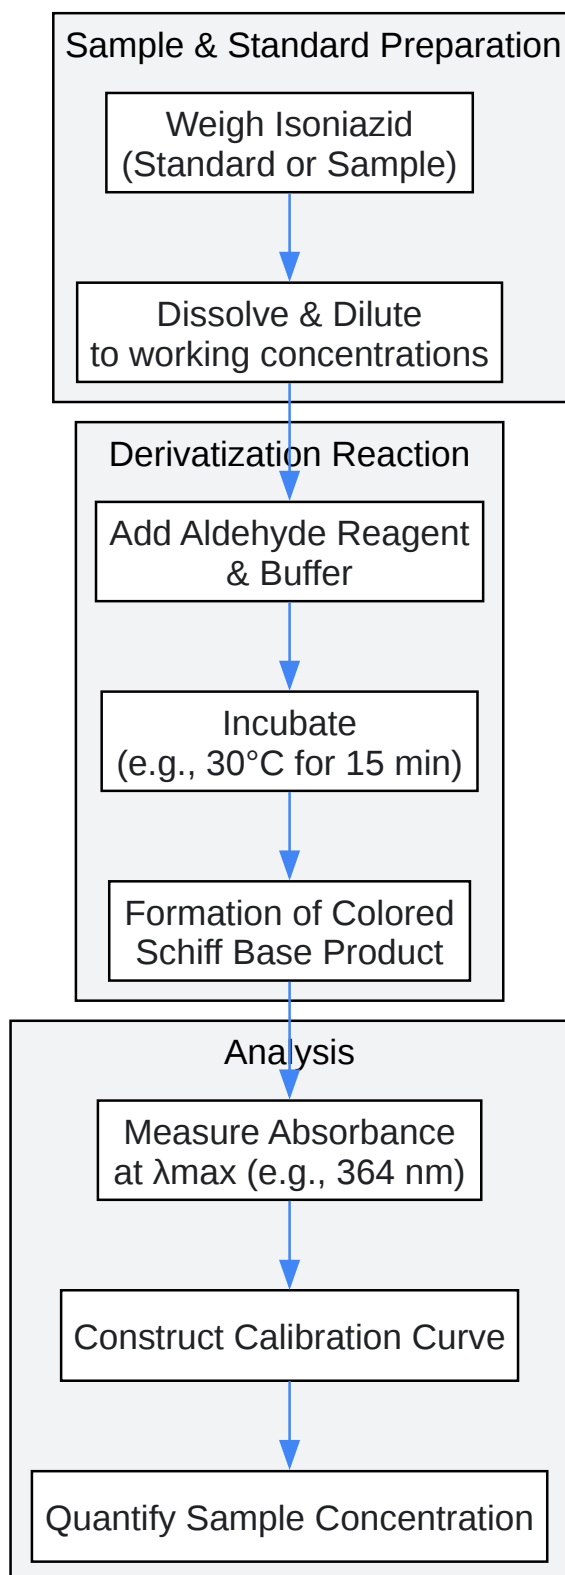 Sample & Standard Preparation
Weigh Isoniazid
(Standard or Sample)
Dissolve & Dilute
to working concentrations
Derivatization Reaction
Add Aldehyde Reagent
& Buffer
Incubate
(e.g., 30°C for 15 min)
Formation of Colored
Schiff Base Product
Analysis
Measure Absorbance
at λmax (e.g., 364 nm)
Construct Calibration Curve
Quantify Sample Concentration